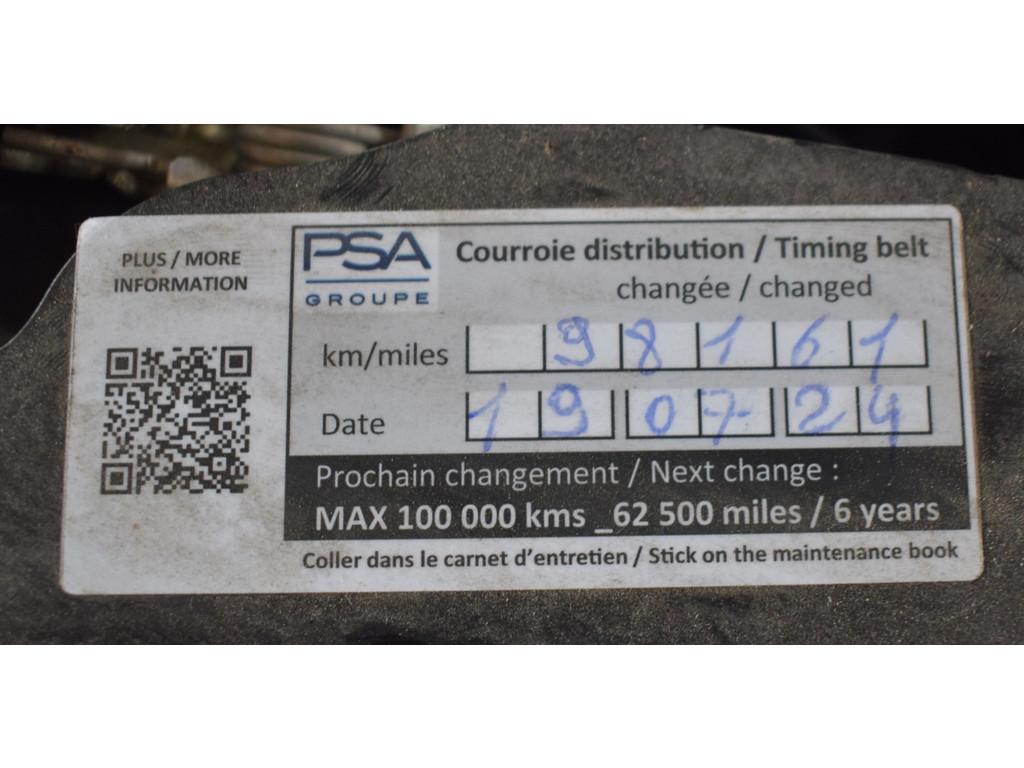 PLUS / MORE
INFORMATION
PSA
GROUPE
Courroie distribution / Timing belt
changée / changed
km/miles 98161
Date 19 07 24
Prochain changement / Next change :
MAX 100 000 kms _62 500 miles / 6 years
Coller dans le carnet d'entretien / Stick on the maintenance book